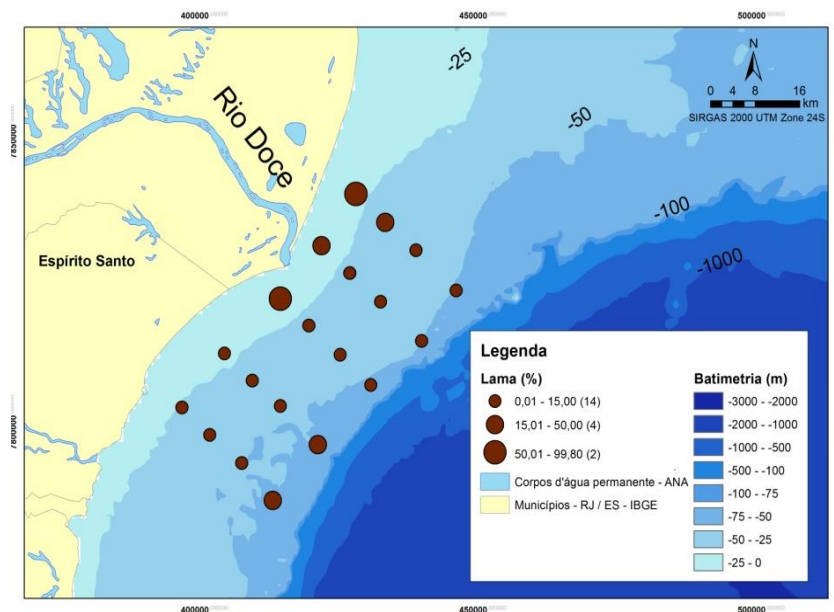 400000
450000
500000
-25
-50
-100
-1000
N
0 4 8 16
km
SIRGAS 2000 UTM Zone 24S
7850000
Rio Doce
Espírito Santo
7800000
Legenda
Lama (%)
0,01 - 15,00 (14)
15,01 - 50,00 (4)
50,01 - 99,80 (2)
Corpos d'água permanente - ANA
Municípios - RJ / ES - IBGE
Batimetria (m)
-3000 - -2000
-2000 - -1000
-1000 - -500
-500 - -100
-100 - -75
-75 - -50
-50 - -25
-25 - 0
400000
450000
500000